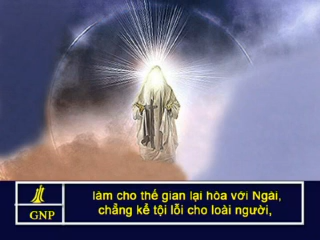 làm cho thế gian lại hòa với Ngài,
chẳng kể tội lỗi cho loài người,
GNP